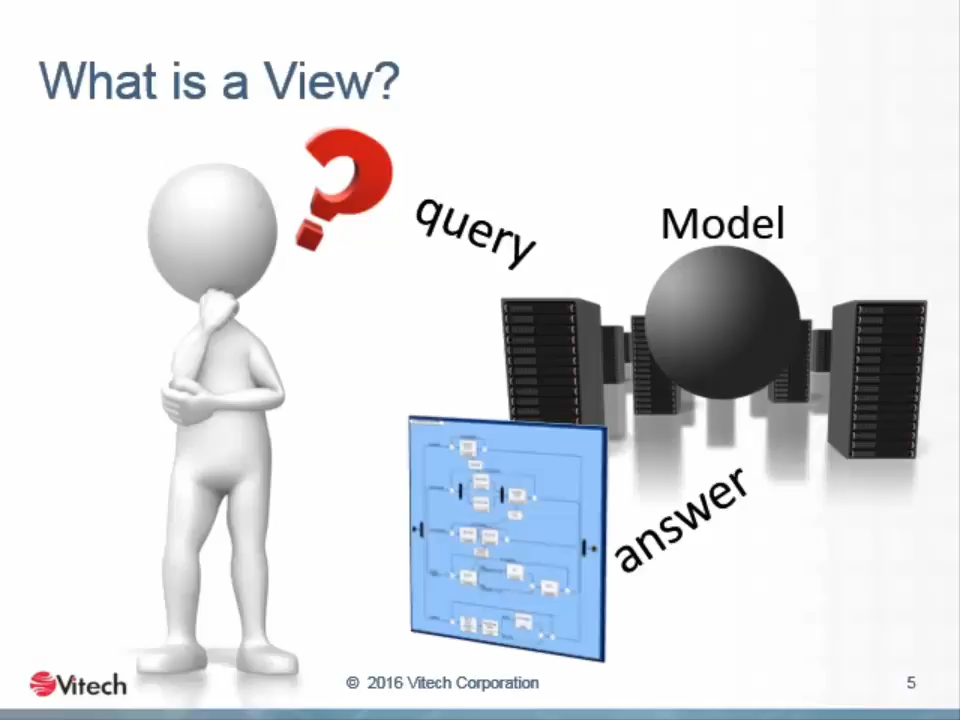 What is a View?
query
Model
answer
Vitech
© 2016 Vitech Corporation
5